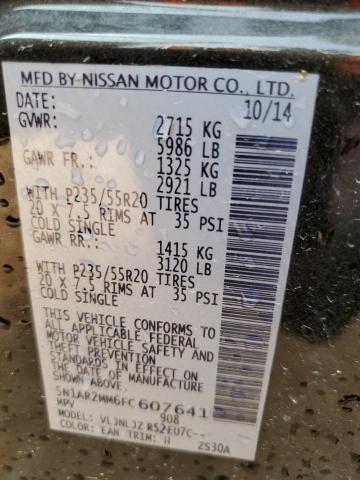 MFD BY NISSAN MOTOR CO., LTD.
DATE: 10/14
GVWR: 2715 KG
5986 LB
GAWR FR.: 1325 KG
2921 LB
WITH P235/55R20 TIRES
20 X 7.5 RIMS AT 35 PSI
COLD SINGLE
GAWR RR.: 1415 KG
3120 LB
WITH P235/55R20 TIRES
20 X 7.5 RIMS AT 35 PSI
COLD SINGLE
THIS VEHICLE CONFORMS TO
ALL APPLICABLE FEDERAL
MOTOR VEHICLE SAFETY AND
THEFT PREVENTION
STANDARDS IN EFFECT ON
THE DATE OF MANUFACTURE
SHOWN ABOVE.
5N1AR2MM6FC607641
MPV 908
MODEL: VLJNLJZ R52EU7C--
COLOR: EAN TRIM: H ZS30A